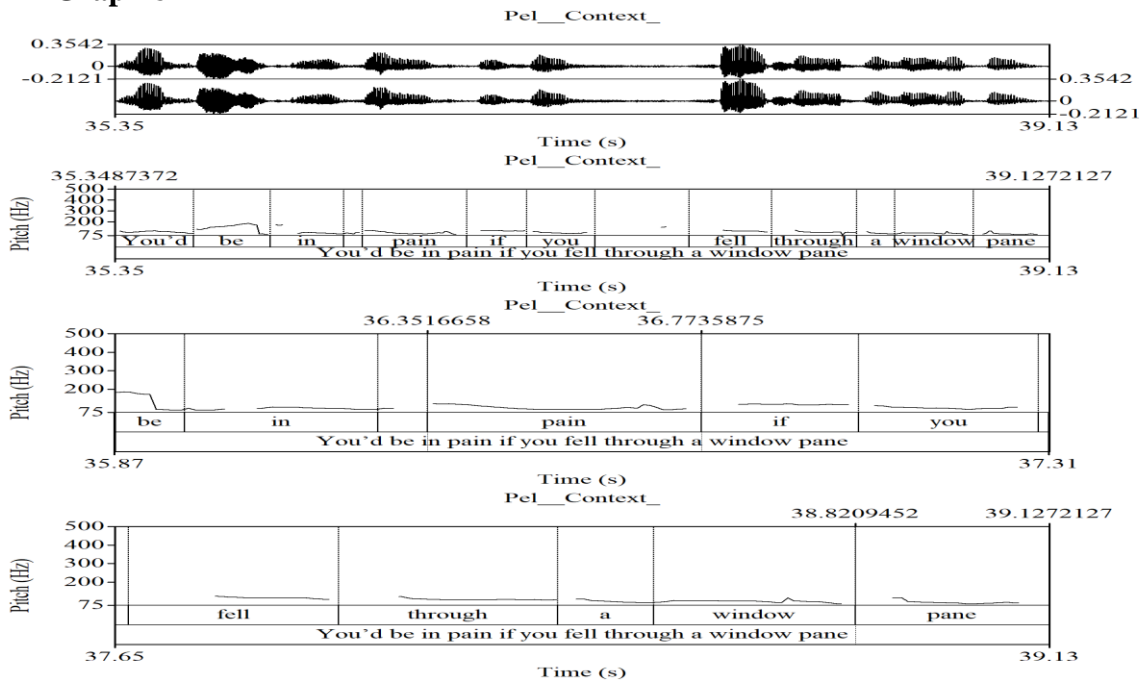 Pel__Context_
0.3542
0
-0.2121
0.3542
0
-0.2121
35.35 39.13
Time (s)
Pel__Context_
35.3487372 39.1272127
Pitch (Hz)
500
400
300
200
75
You'd be in pain if you fell through a window pane
You'd be in pain if you fell through a window pane
35.35 39.13
Time (s)
Pel__Context_
36.3516658 36.7735875
Pitch (Hz)
500
400
300
200
75
be in pain if you
You'd be in pain if you fell through a window pane
35.87 37.31
Time (s)
Pel__Context_
38.8209452 39.1272127
Pitch (Hz)
500
400
300
200
75
fell through a window pane
You'd be in pain if you fell through a window pane
37.65 39.13
Time (s)